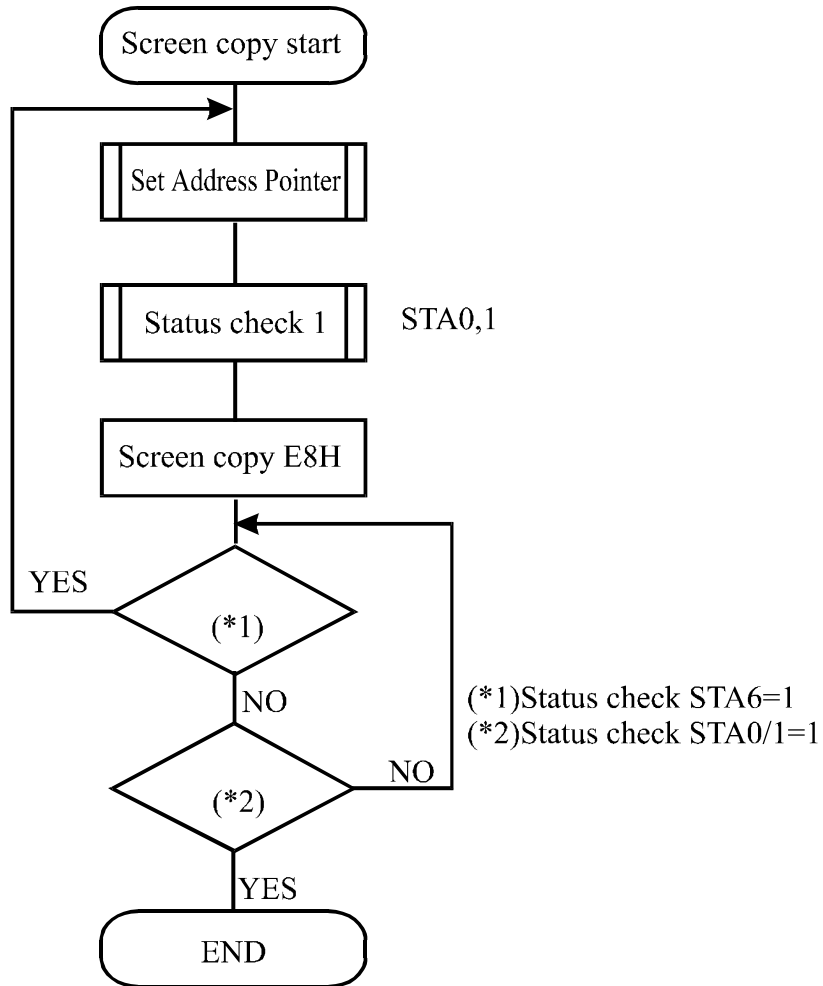 Screen copy start
Set Address Pointer
Status check 1
STA0,1
Screen copy E8H
YES
(*1)
NO
(*1)Status check STA6=1
(*2)Status check STA0/1=1
NO
(*2)
YES
END